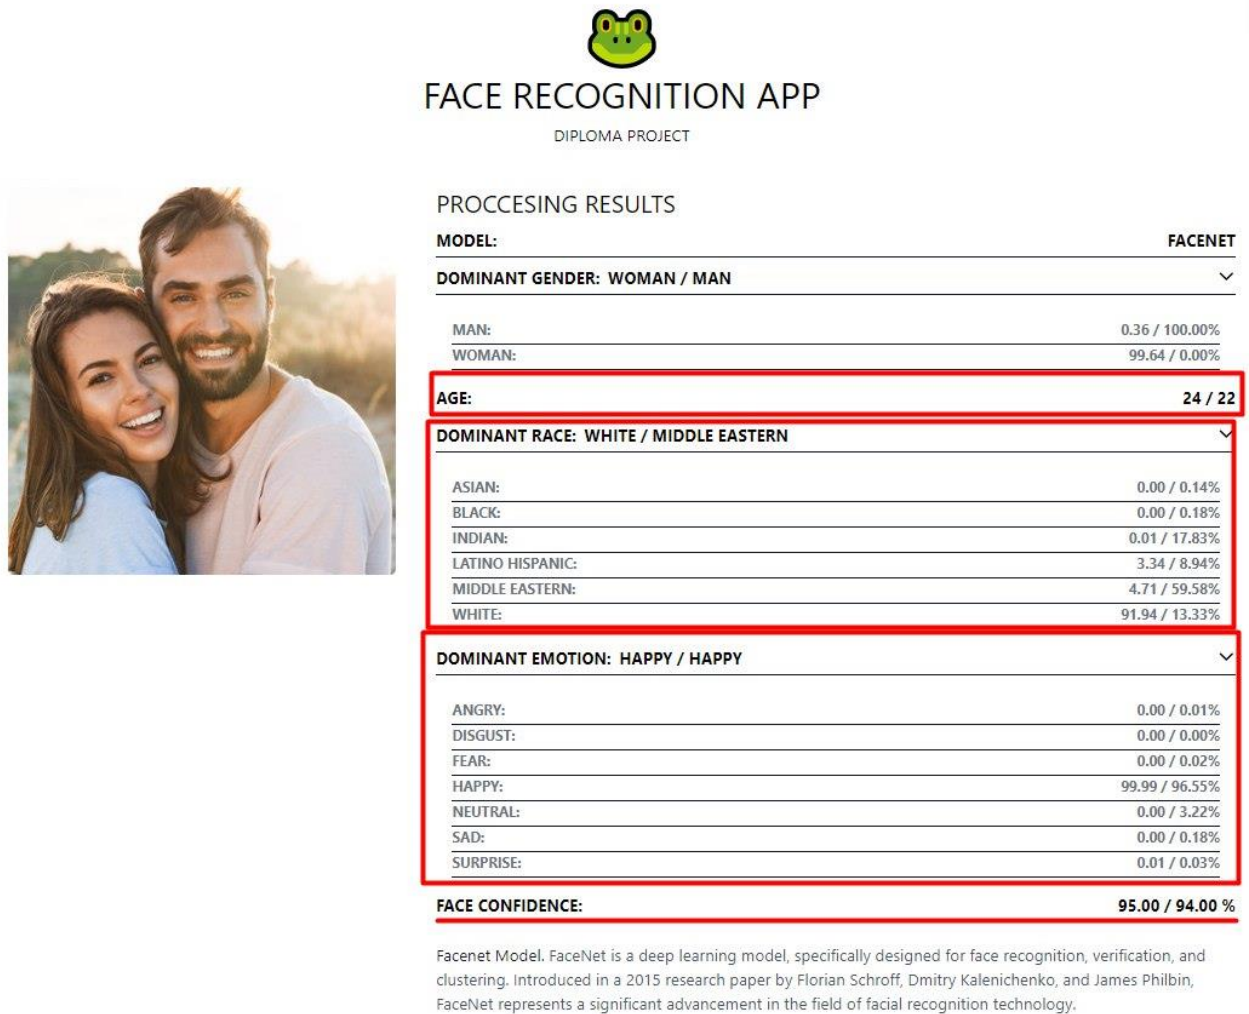 FACE RECOGNITION APP
DIPLOMA PROJECT
PROCCESING RESULTS
MODEL: FACENET
DOMINANT GENDER: WOMAN / MAN
MAN: 0.36 / 100.00%
WOMAN: 99.64 / 0.00%
AGE: 24 / 22
DOMINANT RACE: WHITE / MIDDLE EASTERN
ASIAN: 0.00 / 0.14%
BLACK: 0.00 / 0.18%
INDIAN: 0.01 / 17.83%
LATINO HISPANIC: 3.34 / 8.94%
MIDDLE EASTERN: 4.71 / 59.58%
WHITE: 91.94 / 13.33%
DOMINANT EMOTION: HAPPY / HAPPY
ANGRY: 0.00 / 0.01%
DISGUST: 0.00 / 0.00%
FEAR: 0.00 / 0.02%
HAPPY: 99.99 / 96.55%
NEUTRAL: 0.00 / 3.22%
SAD: 0.00 / 0.18%
SURPRISE: 0.01 / 0.03%
FACE CONFIDENCE: 95.00 / 94.00 %
Facenet Model. FaceNet is a deep learning model, specifically designed for face recognition, verification, and
clustering. Introduced in a 2015 research paper by Florian Schroff, Dmitry Kalenichenko, and James Philbin,
FaceNet represents a significant advancement in the field of facial recognition technology.